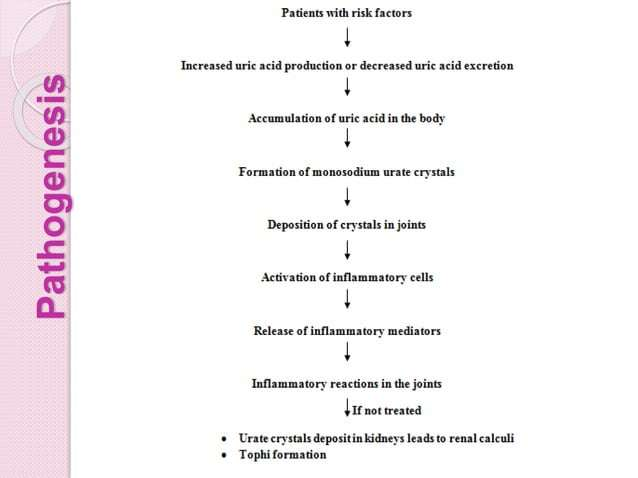 Pathogenesis
Patients with risk factors
Increased uric acid production or decreased uric acid excretion
Accumulation of uric acid in the body
Formation of monosodium urate crystals
Deposition of crystals in joints
Activation of inflammatory cells
Release of inflammatory mediators
Inflammatory reactions in the joints
If not treated
• Urate crystals deposit in kidneys leads to renal calculi
• Tophi formation